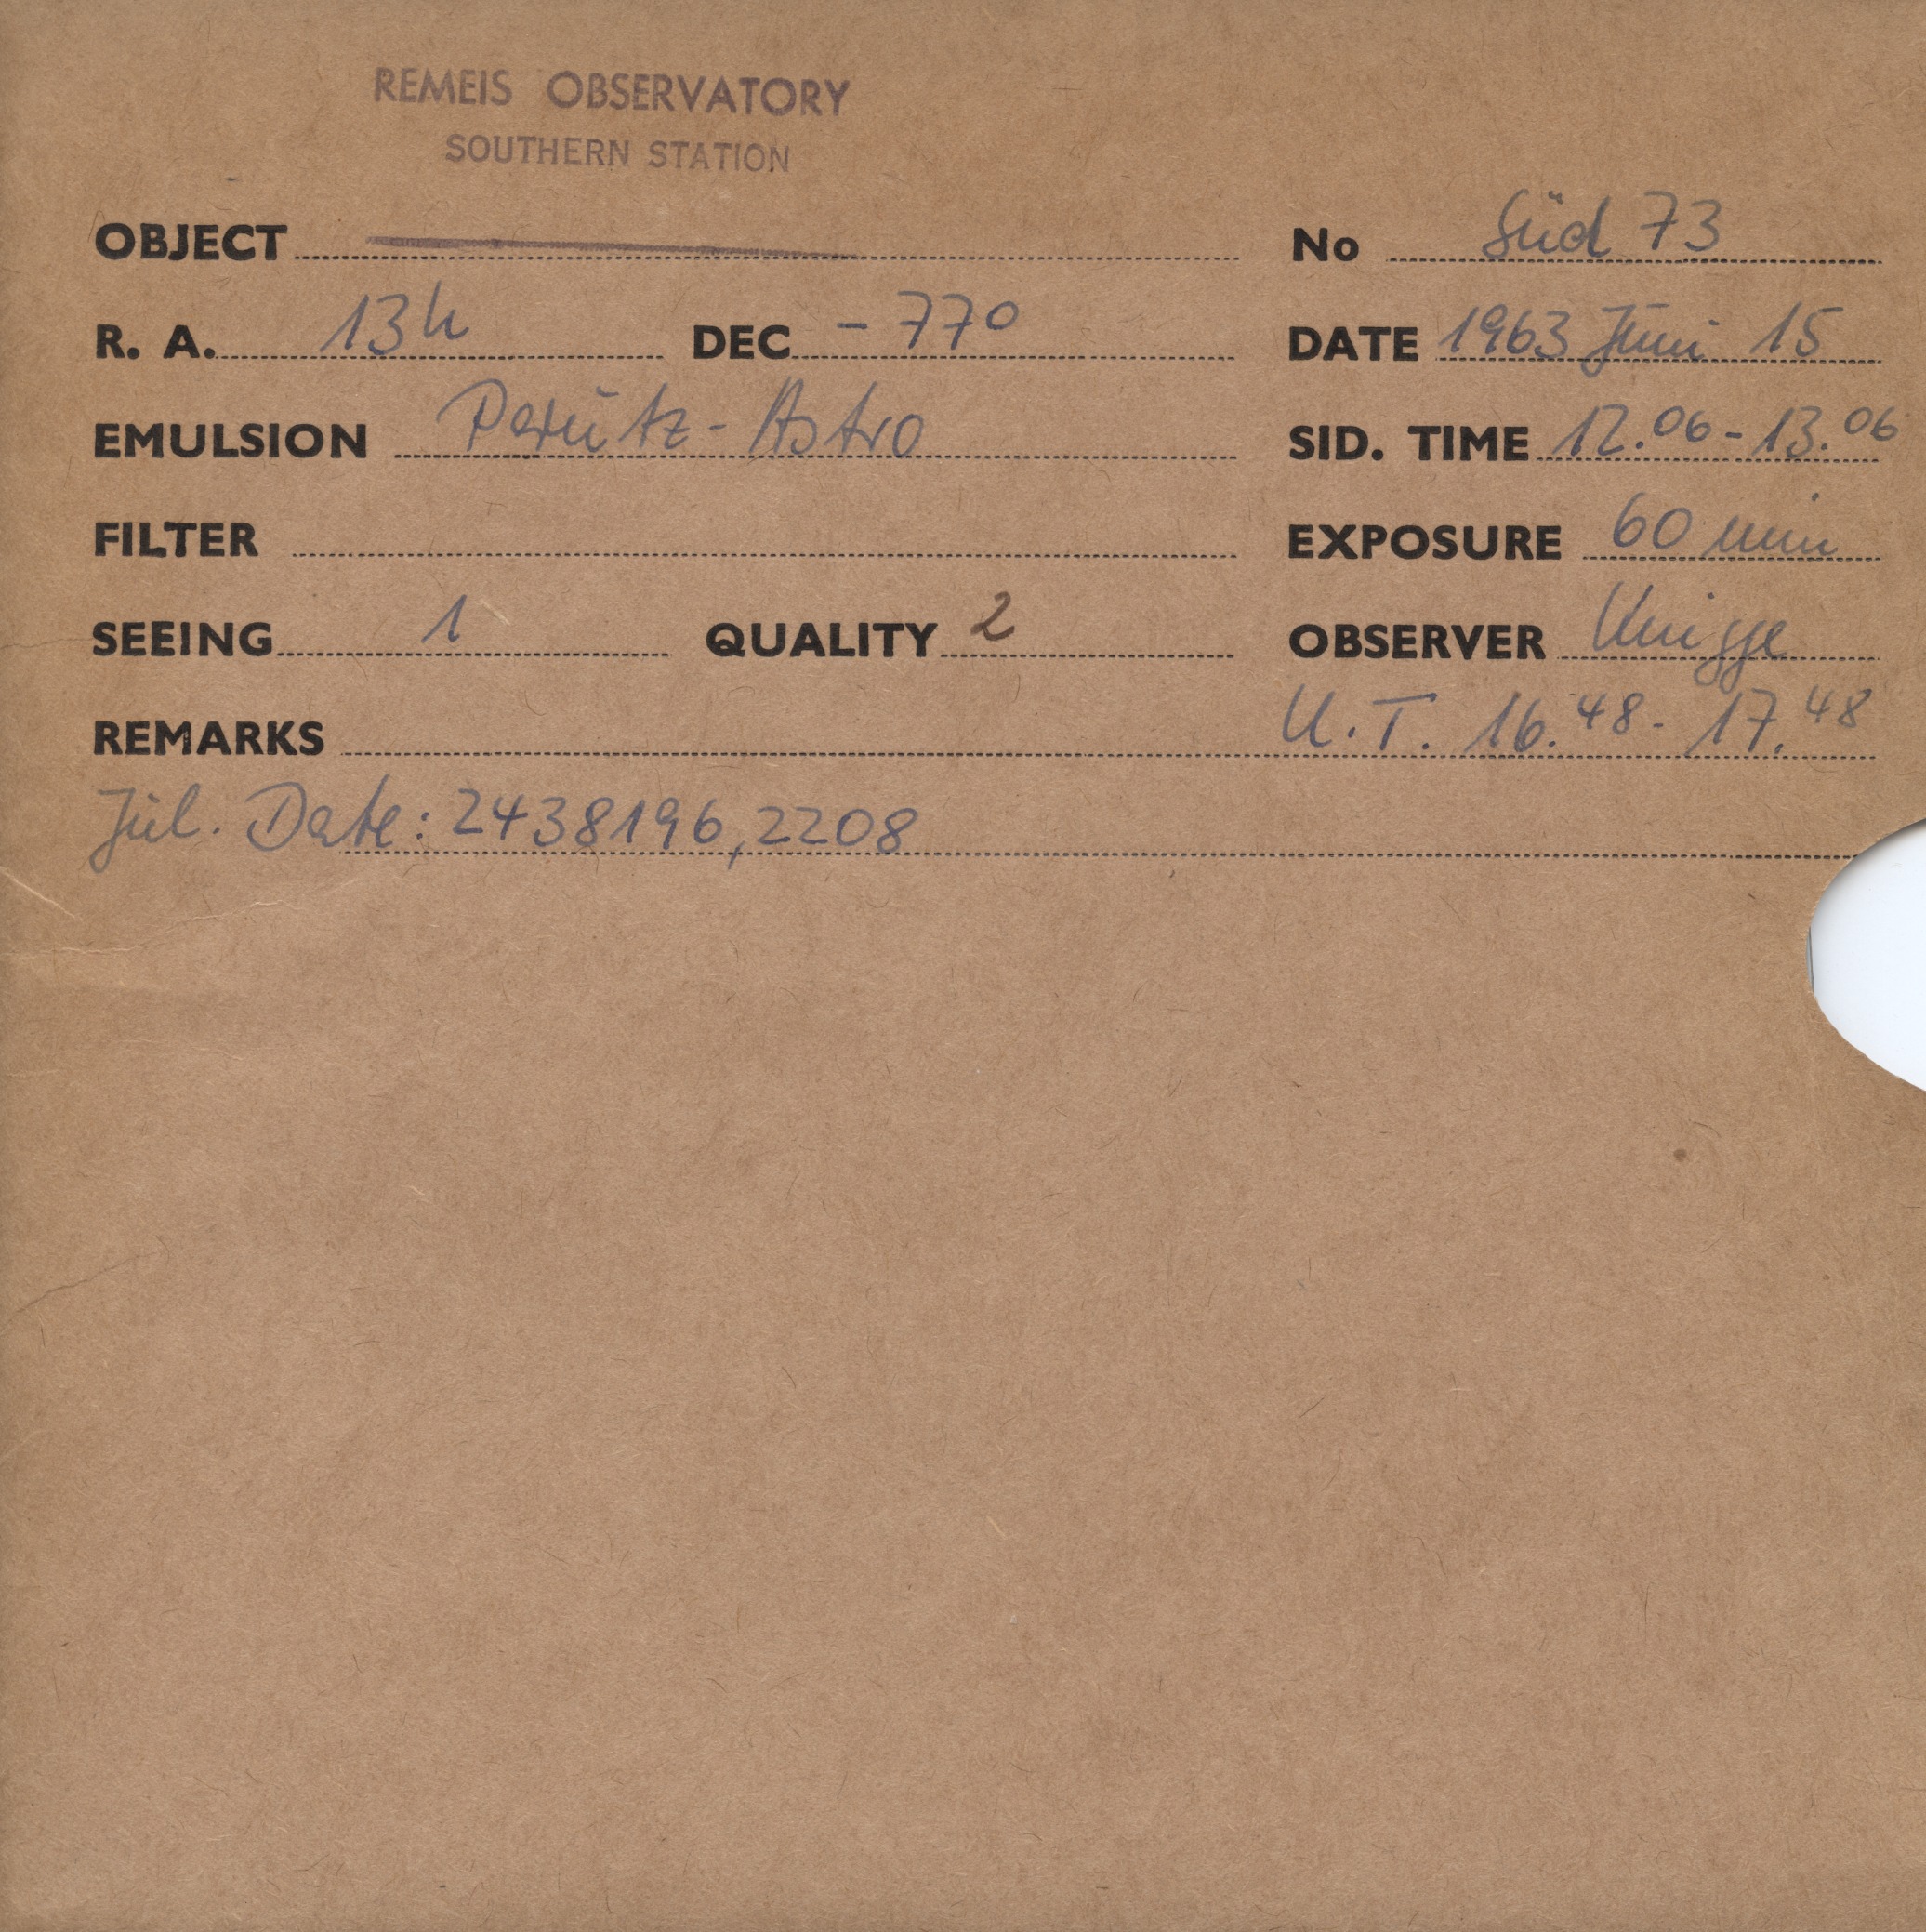 REMEIS OBSERVATORY
SOUTHERN STATION
OBJECT No Süd 73
R. A. 13h DEC -77° DATE 1963 Juni 15
EMULSION Perutz-Astro SID. TIME 12.06-13.06
FILTER EXPOSURE 60 min
SEEING 1 QUALITY 2 OBSERVER Knigge
REMARKS U.T. 16.48-17.48
Jul. Date: 2438196,2208